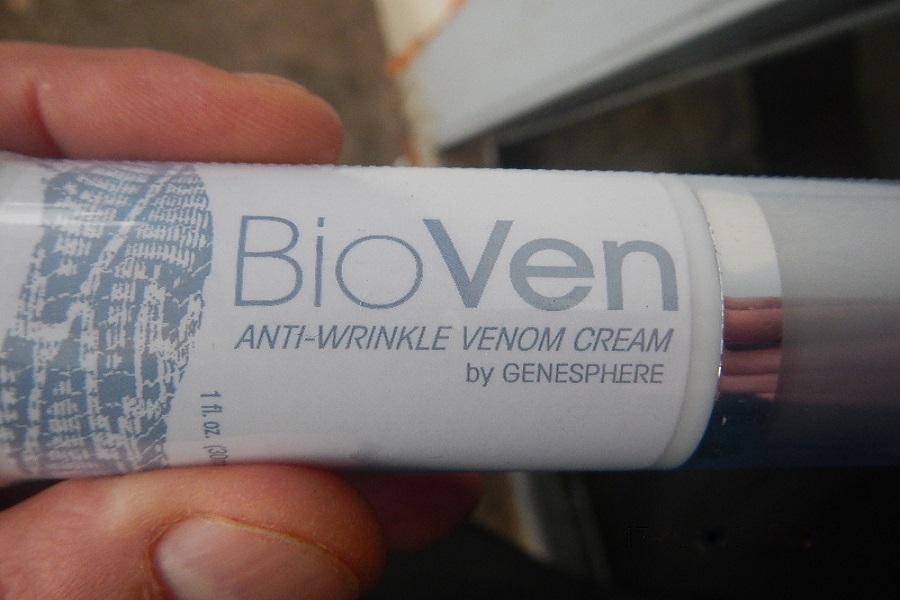 BioVen
ANTI-WRINKLE VENOM CREAM
by GENESPHERE
1 fl. oz.